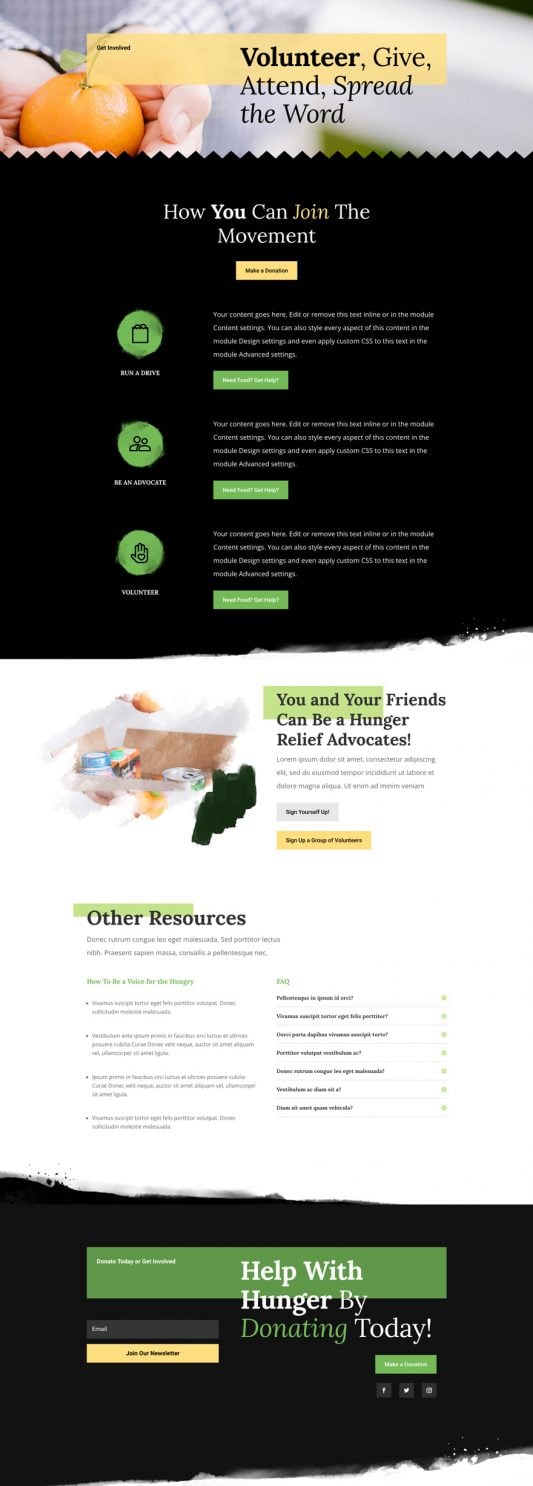 Get Involved
Volunteer, Give,
Attend, Spread
the Word
How You Can Join The
Movement
Make a Donation
RUN A DRIVE
Your content goes here. Edit or remove this text inline or in the module
Content settings. You can also style every aspect of this content in the
module Design settings and even apply custom CSS to this text in the
module Advanced settings.
Need Food? Get Help?
BE AN ADVOCATE
Your content goes here. Edit or remove this text inline or in the module
Content settings. You can also style every aspect of this content in the
module Design settings and even apply custom CSS to this text in the
module Advanced settings.
Need Food? Get Help?
VOLUNTEER
Your content goes here. Edit or remove this text inline or in the module
Content settings. You can also style every aspect of this content in the
module Design settings and even apply custom CSS to this text in the
module Advanced settings.
Need Food? Get Help?
You and Your Friends
Can Be a Hunger
Relief Advocates!
Lorem ipsum dolor sit amet, consectetur adipiscing
elit, sed do eiusmod tempor incididunt ut labore et
dolore magna aliqua. Ut enim ad minim veniam
Sign Yourself Up!
Sign Up a Group of Volunteers
Other Resources
Donec rutrum congue leo eget malesuada. Sed porttitor lectus
nibh. Praesent sapien massa, convallis a pellentesque nec,
How To Be a Voice for the Hungry
Vivamus suscipit tortor eget felis porttitor volutpat. Donec
sollicitudin molestie malesuada.
Vestibulum ante ipsum primis in faucibus orci luctus et ultrices
posuere cubilia Curae Donec velit neque, auctor sit amet aliquam
vel, ullamcorper sit amet ligula.
Ipsum primis in faucibus orci luctus et ultrices posuere cubilia
Curae Donec velit neque, auctor sit amet aliquam vel, ullamcorper
sit amet ligula.
Vivamus suscipit tortor eget felis porttitor volutpat. Donec
sollicitudin molestie malesuada.
FAQ
Pellentesque in ipsum id orci?
Vivamus suscipit tortor eget felis porttitor?
Oorci porta dapibus vivamus suscipit torto?
Porttitor volutpat vestibulum ac?
Donec rutrum congue leo eget malesuada?
Vestibulum ac diam sit a?
Diam sit amet quam vehicula?
Donate Today or Get Involved
Help With
Hunger By
Donating Today!
Email
Join Our Newsletter
Make a Donation